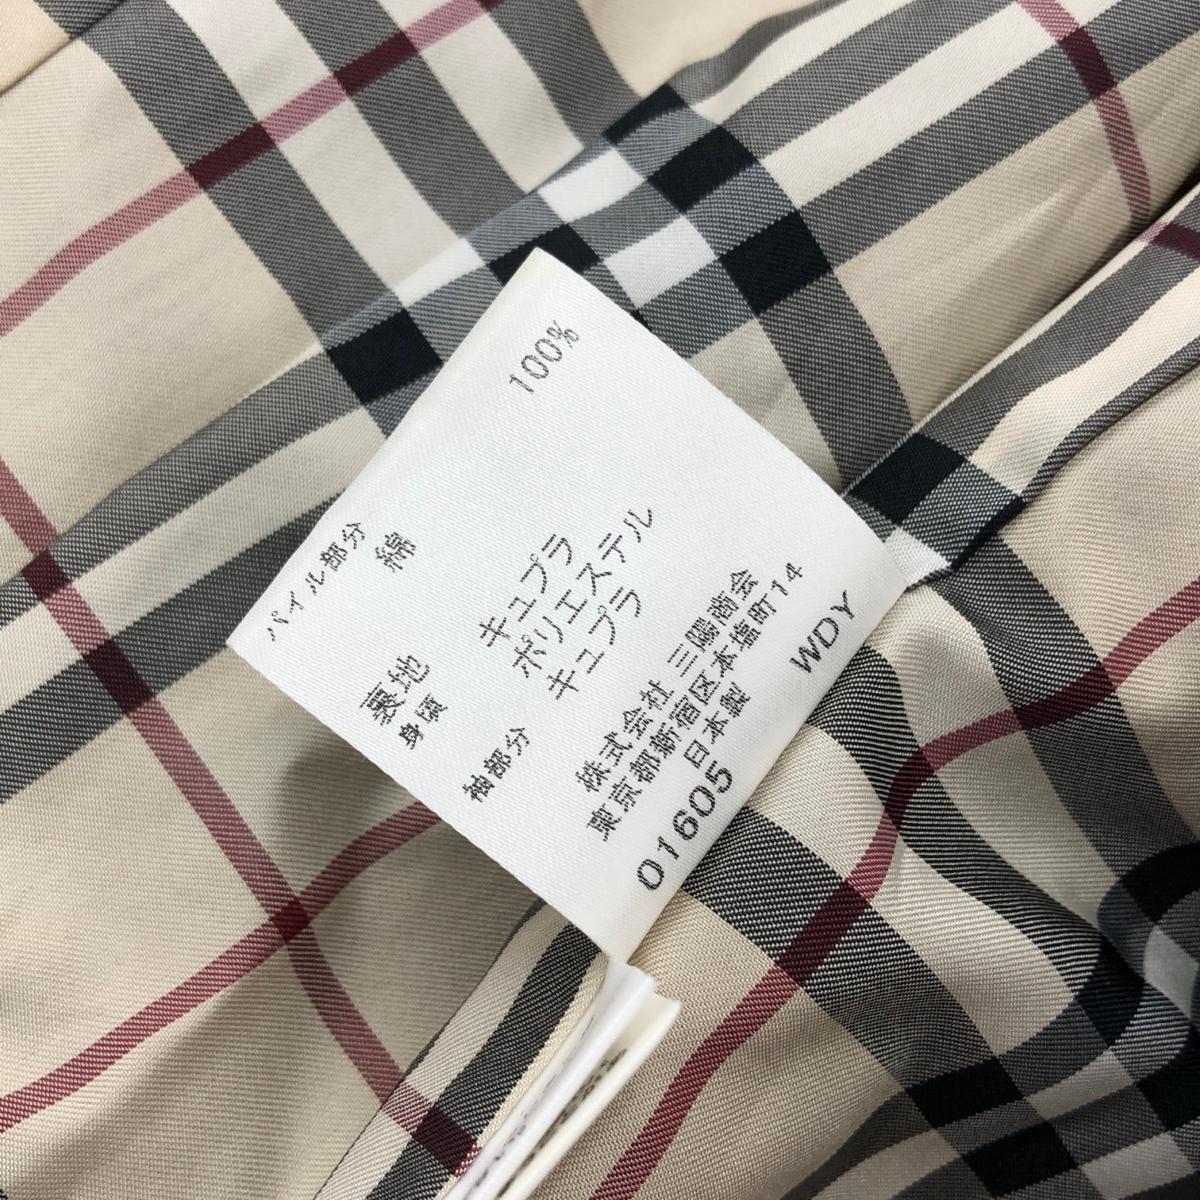 パイル部分
綿 100%
裏地
身頃 キュプラ
ポリエステル
袖部分 キュプラ
株式会社 三陽商会
東京都新宿区本塩町14
日本製
01605 WDY